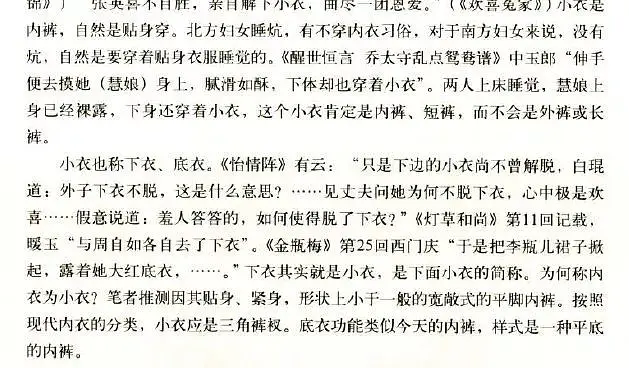 锦》） 张英喜不自胜，亲自解下小衣，曲尽一团恩爱。”（《欢喜冤家》）小衣是
内裤，自然是贴身穿。北方妇女睡炕，有不穿内衣习俗，对于南方妇女来说，没有
炕，自然是要穿着贴身衣服睡觉的。《醒世恒言 乔太守乱点鸳鸯谱》中玉郎“伸手
便去摸她（慧娘）身上，腻滑如酥，下体却也穿着小衣”。两人上床睡觉，慧娘上
身已经裸露，下身还穿着小衣，这个小衣肯定是内裤、短裤，而不会是外裤或长
裤。
小衣也称下衣、底衣。《怡情阵》有云：“只是下边的小衣尚不曾解脱，白琨
道：外子下衣不脱，这是什么意思？……见丈夫问她为何不脱下衣，心中极是欢
喜……假意说道：羞人答答的，如何使得脱了下衣？”《灯草和尚》第11回记载，
暖玉“与周自如各自去了下衣”。《金瓶梅》第25回西门庆“于是把李瓶儿裙子掀
起，露着她大红底衣，……。”下衣其实就是小衣，是下面小衣的简称。为何称内
衣为小衣？笔者推测因其贴身、紧身，形状上小于一般的宽敞式的平脚内裤。按照
现代内衣的分类，小衣应是三角裤衩。底衣功能类似今天的内裤，样式是一种平底
的内裤。